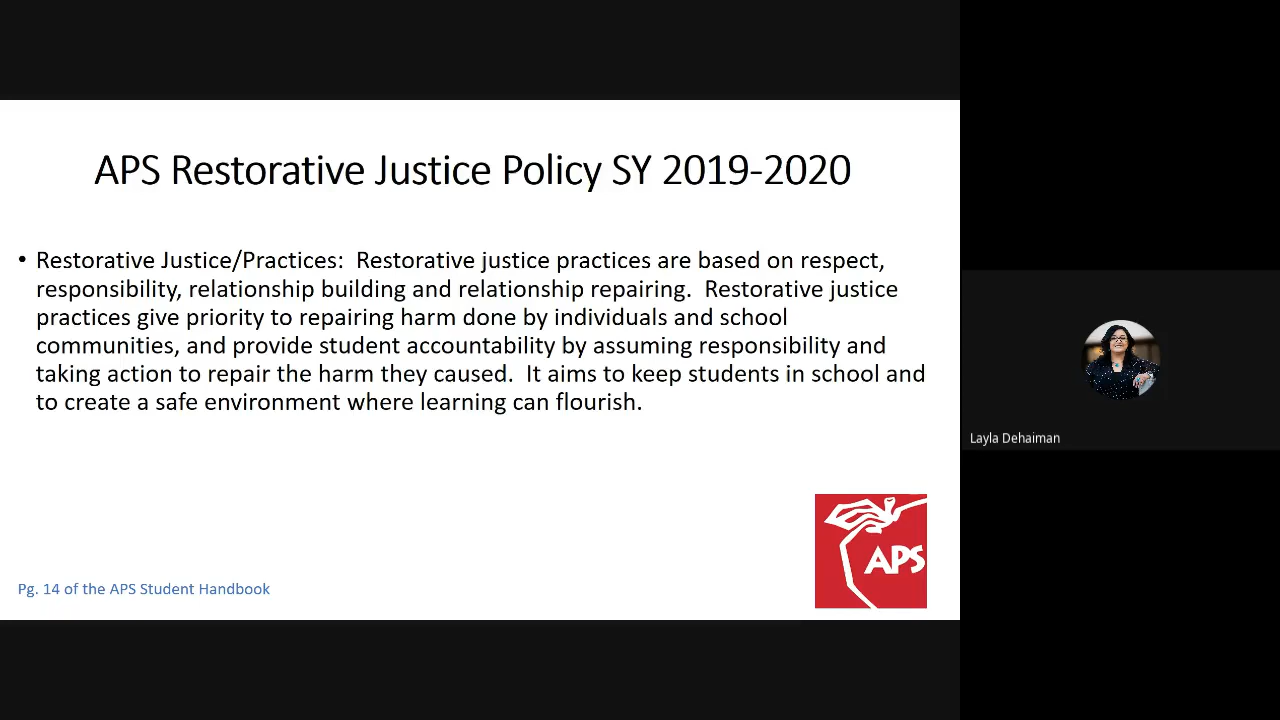 APS Restorative Justice Policy SY 2019-2020
• Restorative Justice/Practices:  Restorative justice practices are based on respect,
responsibility, relationship building and relationship repairing.  Restorative justice
practices give priority to repairing harm done by individuals and school
communities, and provide student accountability by assuming responsibility and
taking action to repair the harm they caused.  It aims to keep students in school and
to create a safe environment where learning can flourish.
Layla Dehaiman
APS
Pg. 14 of the APS Student Handbook